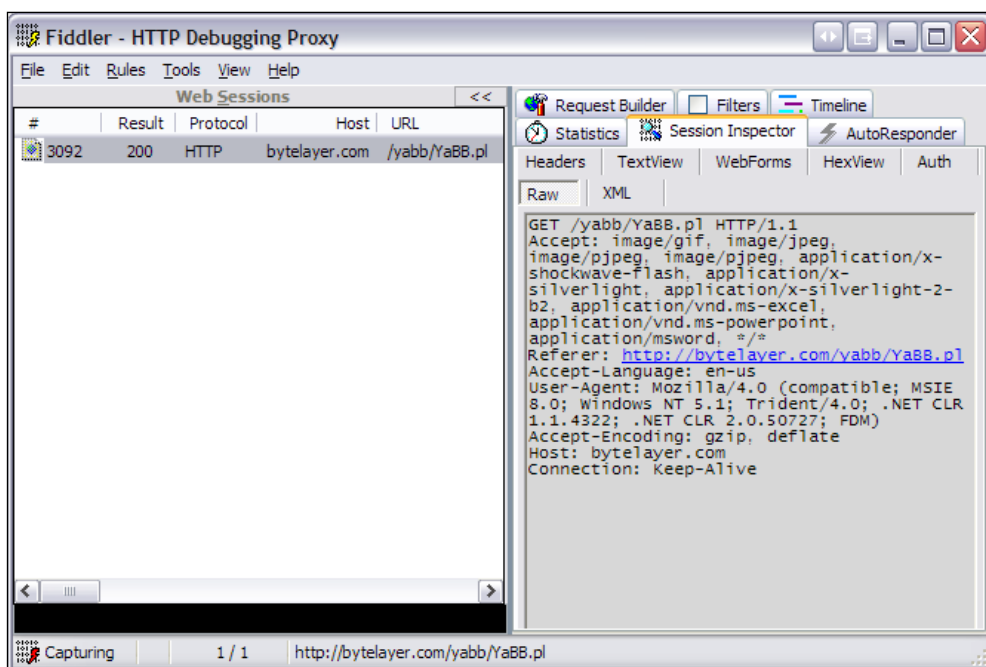 Fiddler - HTTP Debugging Proxy
File Edit Rules Tools View Help
Web Sessions <<
# Result Protocol Host URL
3092 200 HTTP bytelayer.com /yabb/YaBB.pl
Request Builder Filters Timeline
Statistics Session Inspector AutoResponder
Headers TextView WebForms HexView Auth
Raw XML
GET /yabb/YaBB.pl HTTP/1.1
Accept: image/gif, image/jpeg,
image/pjpeg, image/pjpeg, application/x-
shockwave-flash, application/x-
silverlight, application/x-silverlight-2-
b2, application/vnd.ms-excel,
application/vnd.ms-powerpoint,
application/msword, */*
Referer: http://bytelayer.com/yabb/YaBB.pl
Accept-Language: en-us
User-Agent: Mozilla/4.0 (compatible; MSIE
8.0; Windows NT 5.1; Trident/4.0; .NET CLR
1.1.4322; .NET CLR 2.0.50727; FDM)
Accept-Encoding: gzip, deflate
Host: bytelayer.com
Connection: Keep-Alive
Capturing 1 / 1 http://bytelayer.com/yabb/YaBB.pl